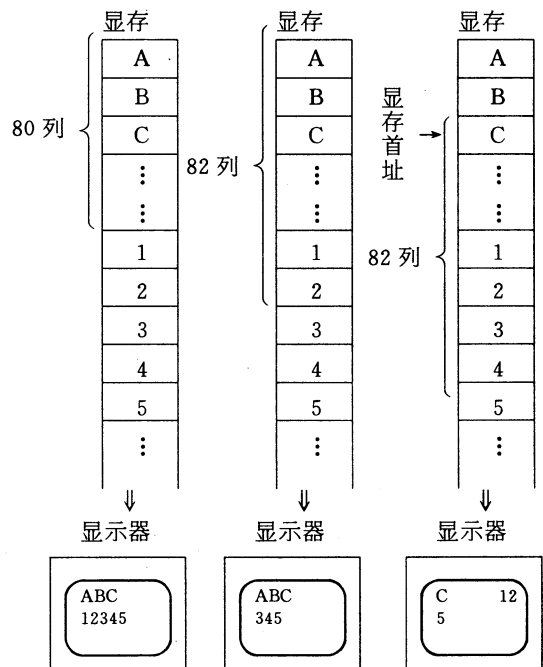 显存 显存 显存
A A A
B B B
80 列 C 82 列 C 显存首址 → C
⋮ ⋮ ⋮
⋮ ⋮ ⋮
1 1 82 列 1
2 2 2
3 3 3
4 4 4
5 5 5
⋮ ⋮ ⋮
⇓ ⇓ ⇓
显示器 显示器 显示器
ABC ABC C 12
12345 345 5